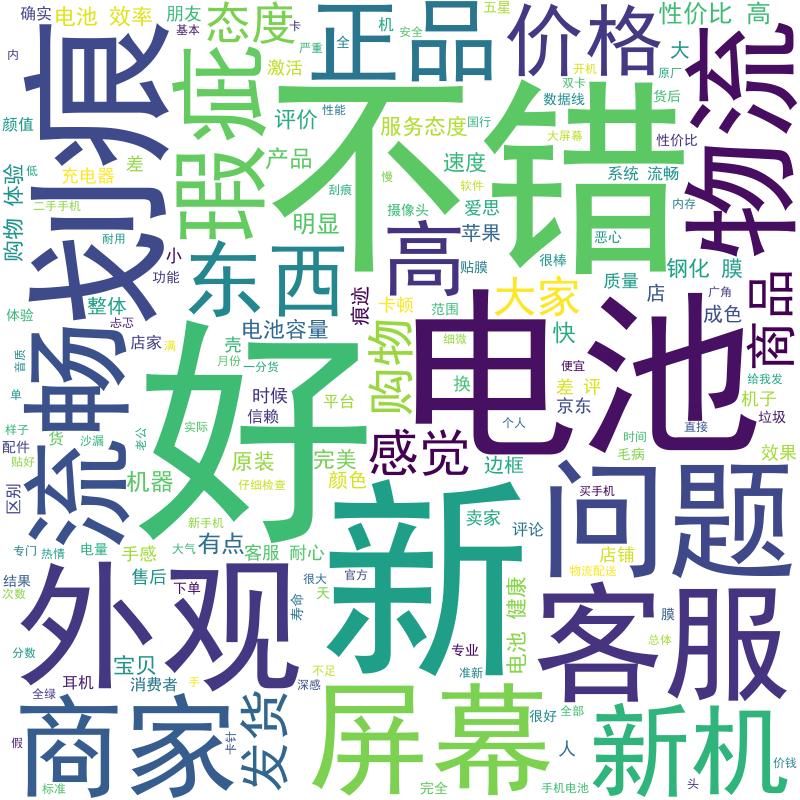 确实
电池 效率
朋友
基本
态度
卡
严重
全
正品
机
安全
五星
价格
性价比 高
大
物流
内
划痕
瑕疵
激活
不错
性能
评价
服务态度
国行
双卡
开机
数据线
原厂
货后
颜值
产品
大屏幕
性价比
充电器
差
速度
系统 流畅
体验
低
刮痕
慢
软件
内存
二手手机
购物
耐用
明显
摄像头
爱思
苹果
恶心
很棒
东西
高
贴膜
质量
钢化 膜
小
功能
整体
痕迹
大家
店
广角
成色
商品
体验
忐忑
店家
满
电池容量
卡顿
范围
快
电池
流畅
音质
壳
月份
一分货
购物
细微
便宜
给我发
单
好
时候
信赖
平台
换
差 评
京东
机子
垃圾
样子
配件
货
沙漏
老公
实际
感觉
个人
直接
时间
毛病
效果
贴好
机器
原装
完美
边框
颜色
仔细检查
区别
新手机
新
卖家
评论
问题
买手机
专门
热情
电量
手感
大气
有点
客服 耐心
店铺
结果
次数
售后
下单
很大
官方
天
寿命
物流配送
外观
电池 健康
客服
膜
分数
宝贝
专业
总体
耳机
消费者
手
不足
准新
全绿
深感
商家
发货
屏幕
很好
全部
新机
假
卡针
人
价钱
标准
完全
手机电池
头